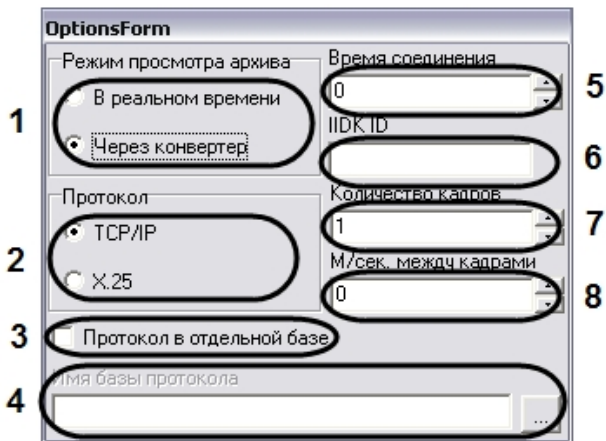 OptionsForm
Режим просмотра архива
В реальном времени
Через конвертер
1
Протокол
TCP/IP
X.25
2
3
Протокол в отдельной базе
4
Имя базы протокола
...
Время соединения
0
5
IIDK ID
6
Количество кадров
1
7
М/сек. между кадрами
0
8